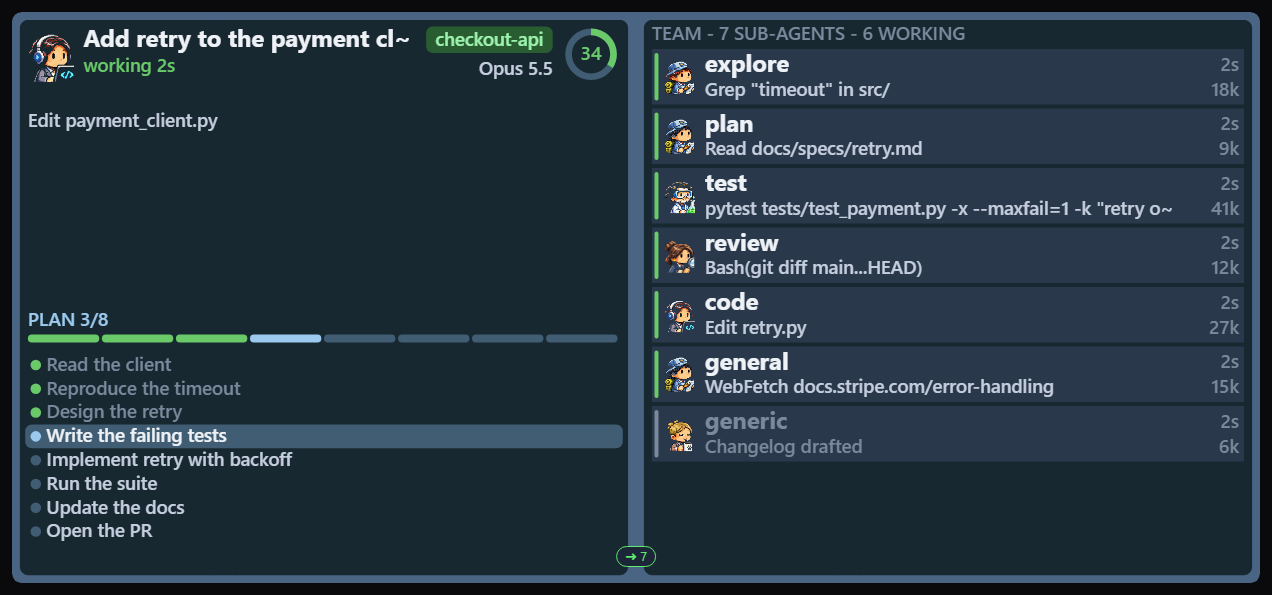 Add retry to the payment cl~
checkout-api
34
working 2s
Opus 5.5
Edit payment_client.py
PLAN 3/8
Read the client
Reproduce the timeout
Design the retry
Write the failing tests
Implement retry with backoff
Run the suite
Update the docs
Open the PR
➔ 7
TEAM - 7 SUB-AGENTS - 6 WORKING
explore 2s
Grep "timeout" in src/ 18k
plan 2s
Read docs/specs/retry.md 9k
test 2s
pytest tests/test_payment.py -x --maxfail=1 -k "retry o~ 41k
review 2s
Bash(git diff main...HEAD) 12k
code 2s
Edit retry.py 27k
general 2s
WebFetch docs.stripe.com/error-handling 15k
generic 2s
Changelog drafted 6k